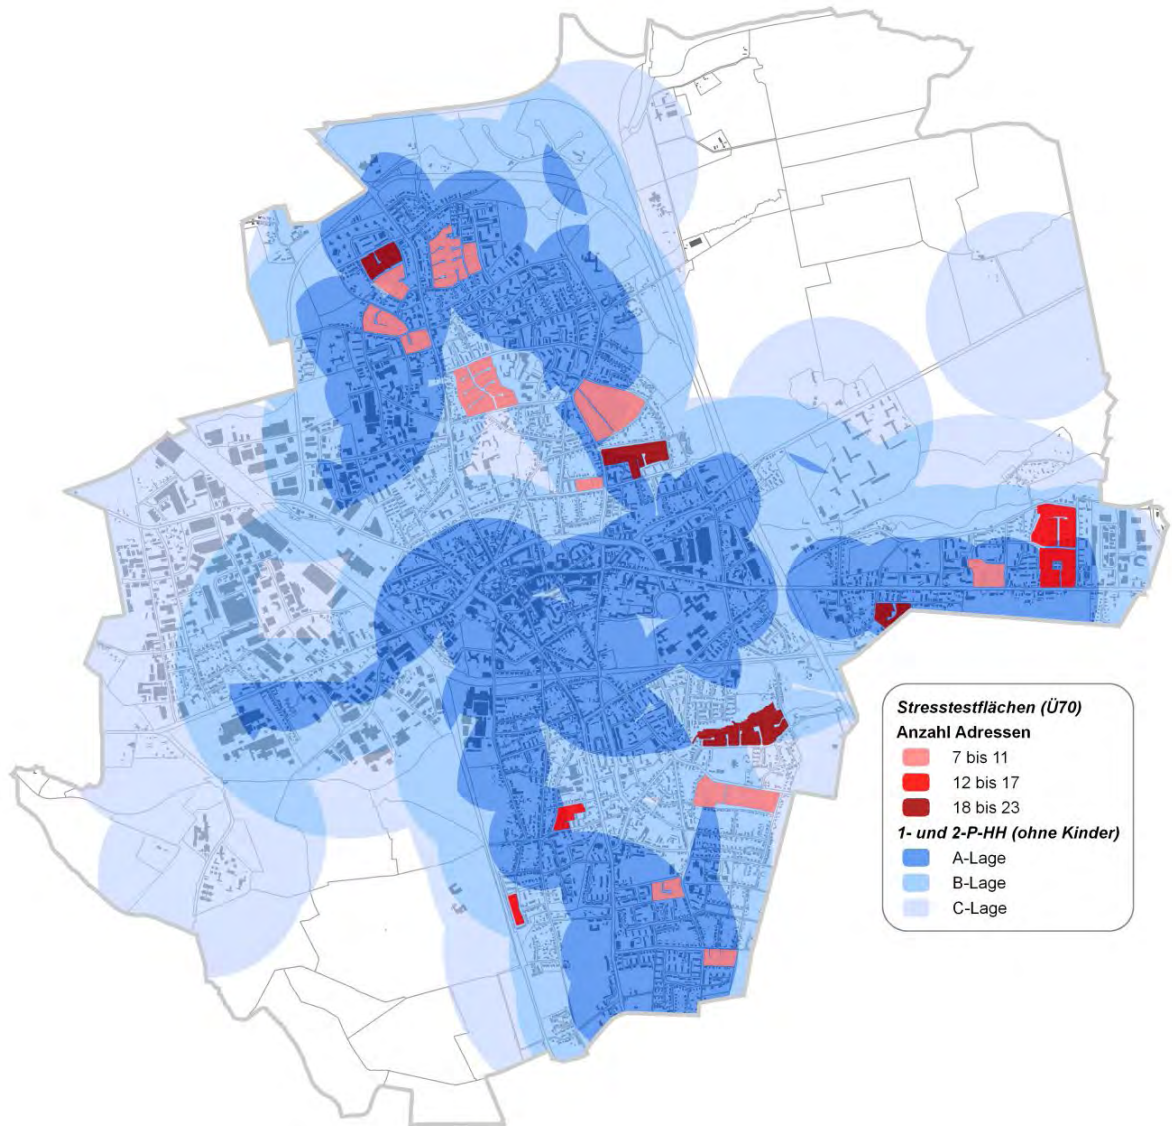 Stresstestflächen (Ü70)
Anzahl Adressen
7 bis 11
12 bis 17
18 bis 23
1- und 2-P-HH (ohne Kinder)
A-Lage
B-Lage
C-Lage